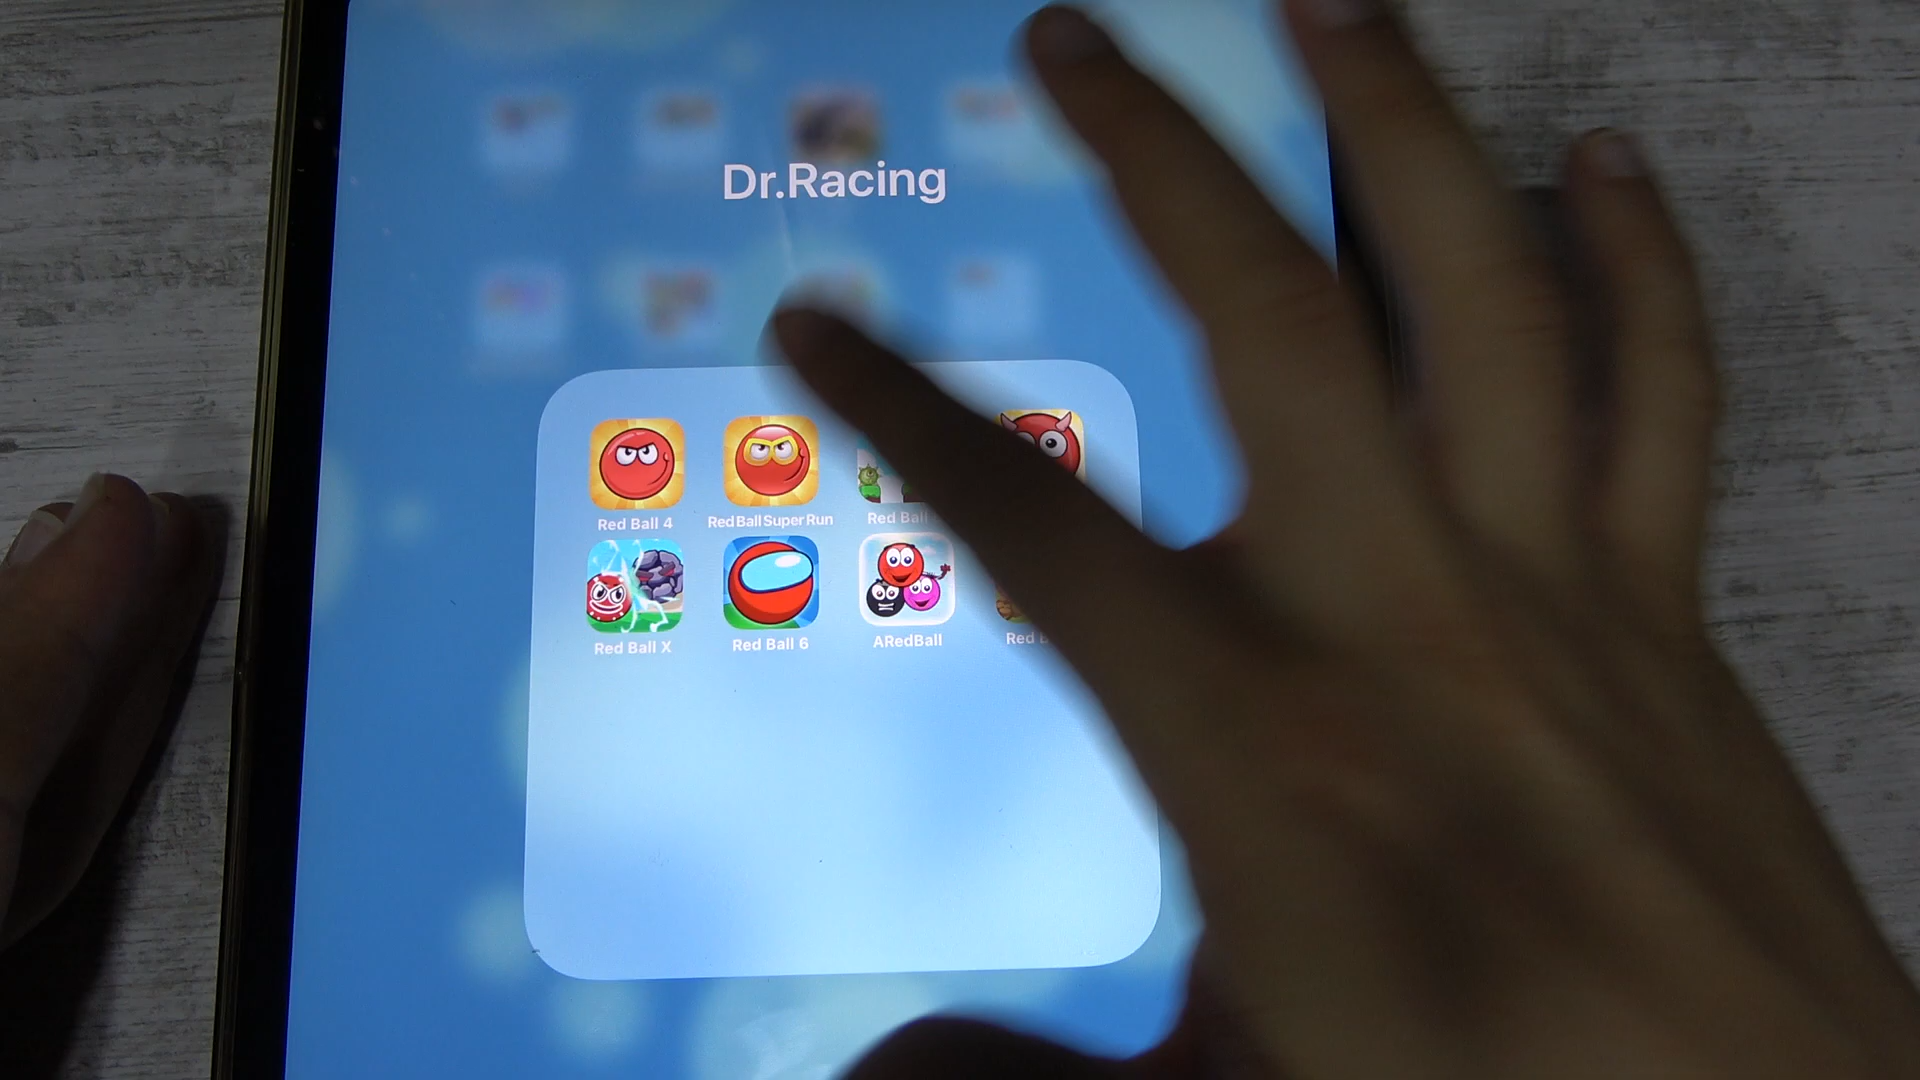 Dr.Racing
Red Ball 4
Red Ball Super Run
Red Ball
Red Ball X
Red Ball 6
ARedBall
Red